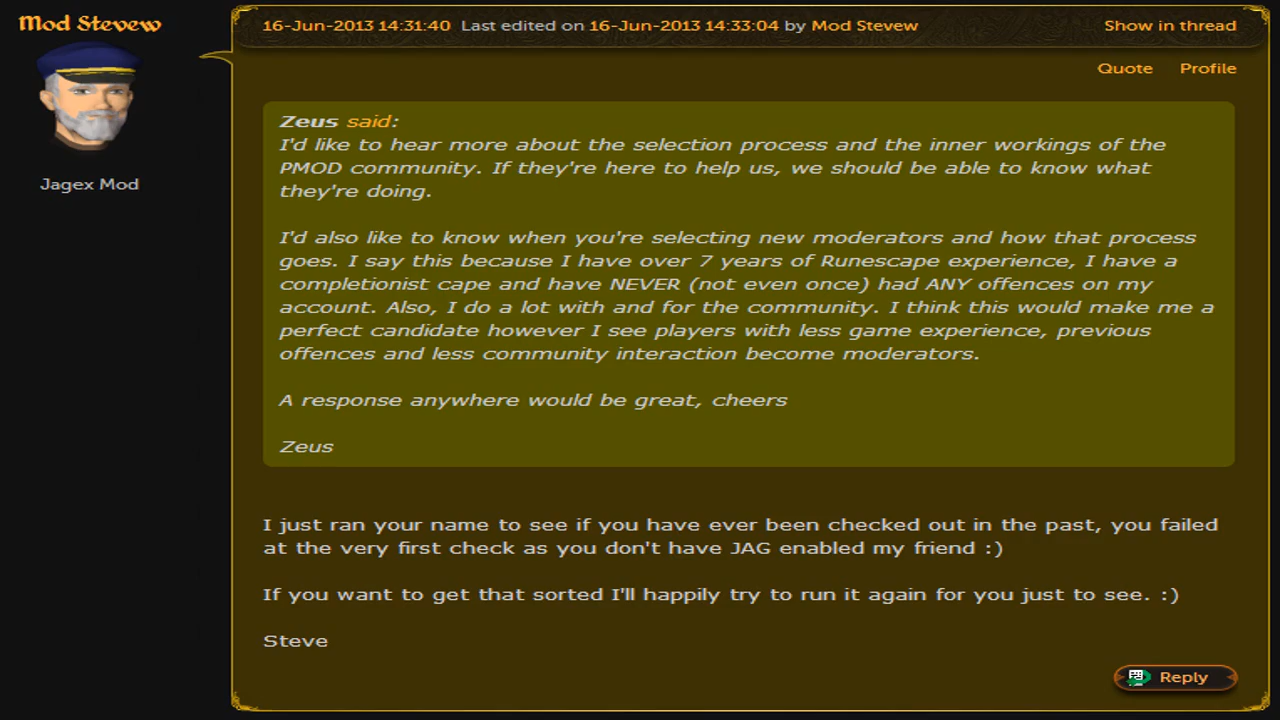 Mod Stevew
16-Jun-2013 14:31:40 Last edited on 16-Jun-2013 14:33:04 by Mod Stevew
Show in thread
Quote Profile
Jagex Mod
Zeus said:
I'd like to hear more about the selection process and the inner workings of the
PMOD community. If they're here to help us, we should be able to know what
they're doing.
I'd also like to know when you're selecting new moderators and how that process
goes. I say this because I have over 7 years of Runescape experience, I have a
completionist cape and have NEVER (not even once) had ANY offences on my
account. Also, I do a lot with and for the community. I think this would make me a
perfect candidate however I see players with less game experience, previous
offences and less community interaction become moderators.
A response anywhere would be great, cheers
Zeus
I just ran your name to see if you have ever been checked out in the past, you failed
at the very first check as you don't have JAG enabled my friend :)
If you want to get that sorted I'll happily try to run it again for you just to see. :)
Steve
Reply